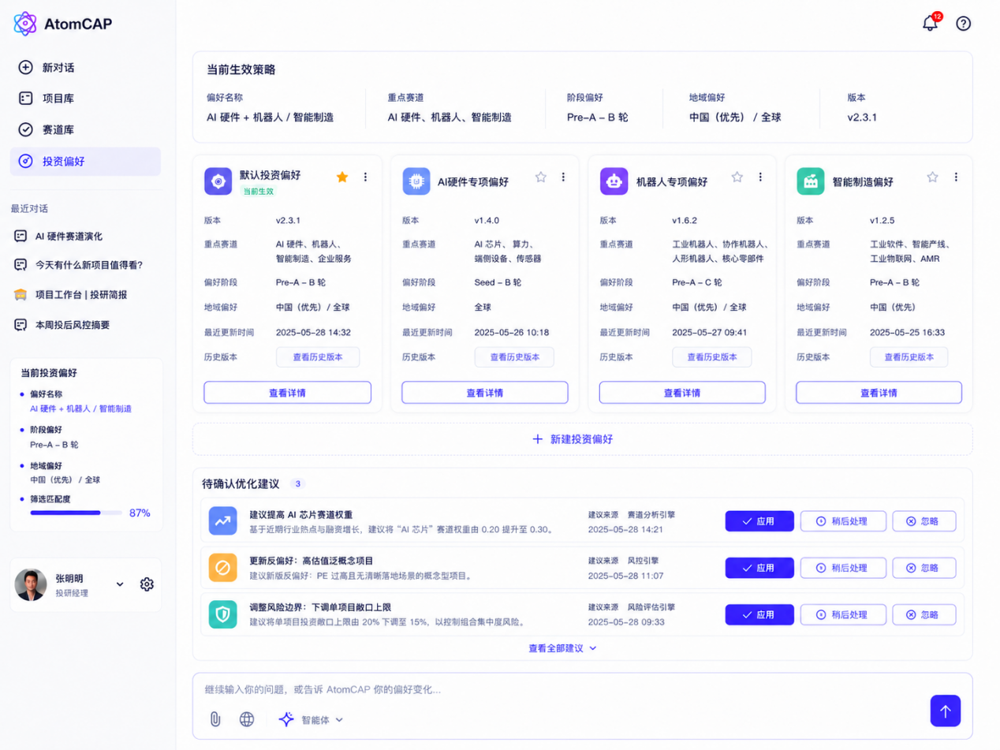 AtomCAP
12
新对话
项目库
赛道库
投资偏好
最近对话
AI 硬件赛道演化
今天有什么新项目值得看?
项目工作台 | 投研简报
本周投后风控摘要
当前投资偏好
偏好名称
AI 硬件 + 机器人 / 智能制造
阶段偏好
Pre-A – B 轮
地域偏好
中国（优先） / 全球
筛选匹配度
87%
张明明
投研经理
当前生效策略
偏好名称 重点赛道 阶段偏好 地域偏好 版本
AI 硬件 + 机器人 / 智能制造 AI 硬件、机器人、智能制造 Pre-A – B 轮 中国（优先） / 全球 v2.3.1
默认投资偏好
当前生效
版本 v2.3.1
重点赛道 AI 硬件、机器人、
智能制造、企业服务
偏好阶段 Pre-A – B 轮
地域偏好 中国（优先）/ 全球
最近更新时间 2025-05-28 14:32
历史版本 查看历史版本
查看详情
AI硬件专项偏好
版本 v1.4.0
重点赛道 AI 芯片、 算力、
端侧设备、传感器
偏好阶段 Seed – B 轮
地域偏好 全球
最近更新时间 2025-05-26 10:18
历史版本 查看历史版本
查看详情
机器人专项偏好
版本 v1.6.2
重点赛道 工业机器人、协作机器人、
人形机器人、核心零部件
偏好阶段 Pre-A – C 轮
地域偏好 中国（优先）/ 全球
最近更新时间 2025-05-27 09:41
历史版本 查看历史版本
查看详情
智能制造偏好
版本 v1.2.5
重点赛道 工业软件、智能产线、
工业物联网、AMR
偏好阶段 Pre-A – B 轮
地域偏好 中国（优先）
最近更新时间 2025-05-25 16:33
历史版本 查看历史版本
查看详情
+ 新建投资偏好
待确认优化建议 3
建议提高 AI 芯片赛道权重
基于近期行业热点与融资增长，建议将“AI 芯片”赛道权重由 0.20 提升至 0.30。
建议来源 赛道分析引擎
2025-05-28 14:21
应用 稍后处理 忽略
更新反偏好：高估值泛概念项目
建议新版反偏好：PE 过高且无清晰落地场景的概念型项目。
建议来源 风控引擎
2025-05-28 11:07
应用 稍后处理 忽略
调整风险边界：下调单项目敞口上限
建议将单项目投资敞口上限由 20% 下调至 15%，以控制组合集中度风险。
建议来源 风险评估引擎
2025-05-28 09:33
应用 稍后处理 忽略
查看全部建议
继续输入你的问题，或告诉 AtomCAP 你的偏好变化...
智能体